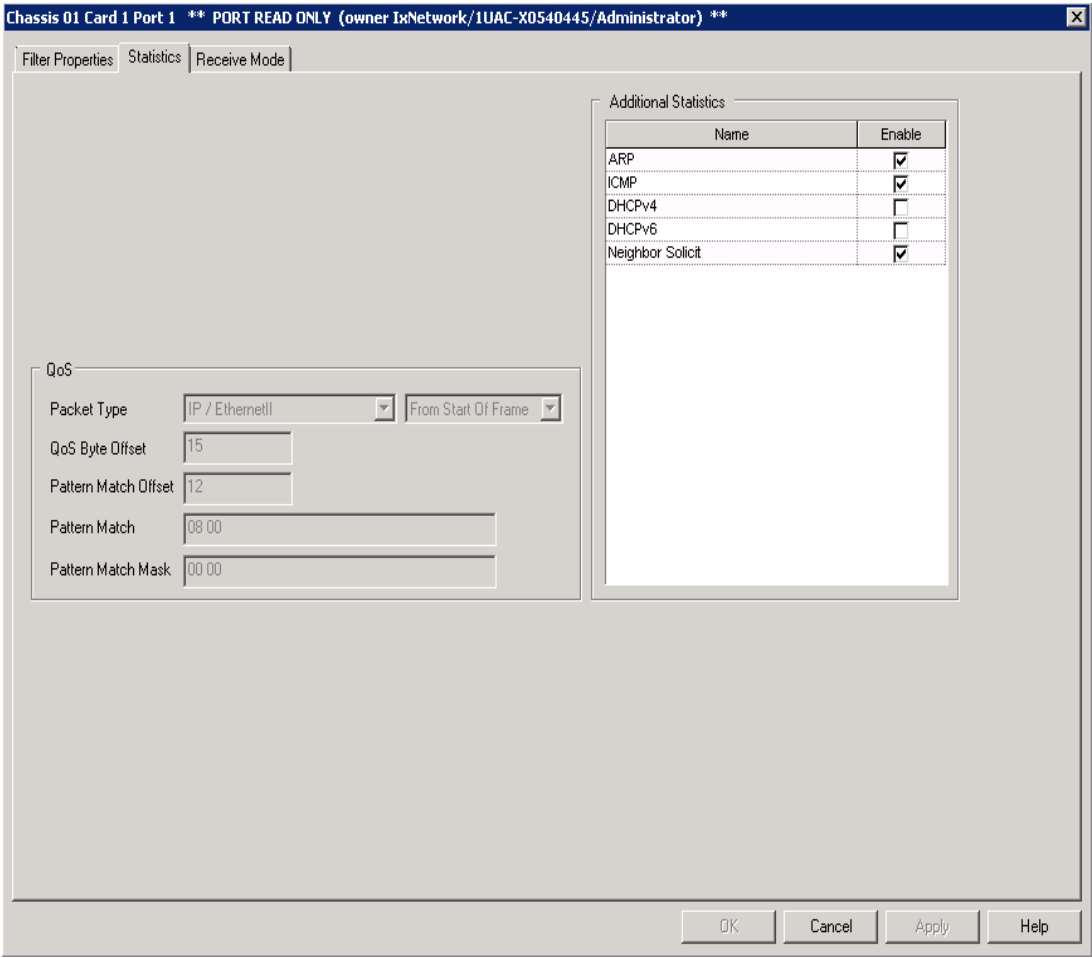 Chassis 01 Card 1 Port 1 ** PORT READ ONLY (owner IxNetwork/1UAC-X0540445/Administrator) **
Filter Properties Statistics Receive Mode
Additional Statistics
Name Enable
ARP
ICMP
DHCPv4
DHCPv6
Neighbor Solicit
QoS
Packet Type IP / EthernetII From Start Of Frame
QoS Byte Offset 15
Pattern Match Offset 12
Pattern Match 08 00
Pattern Match Mask 00 00
OK Cancel Apply Help